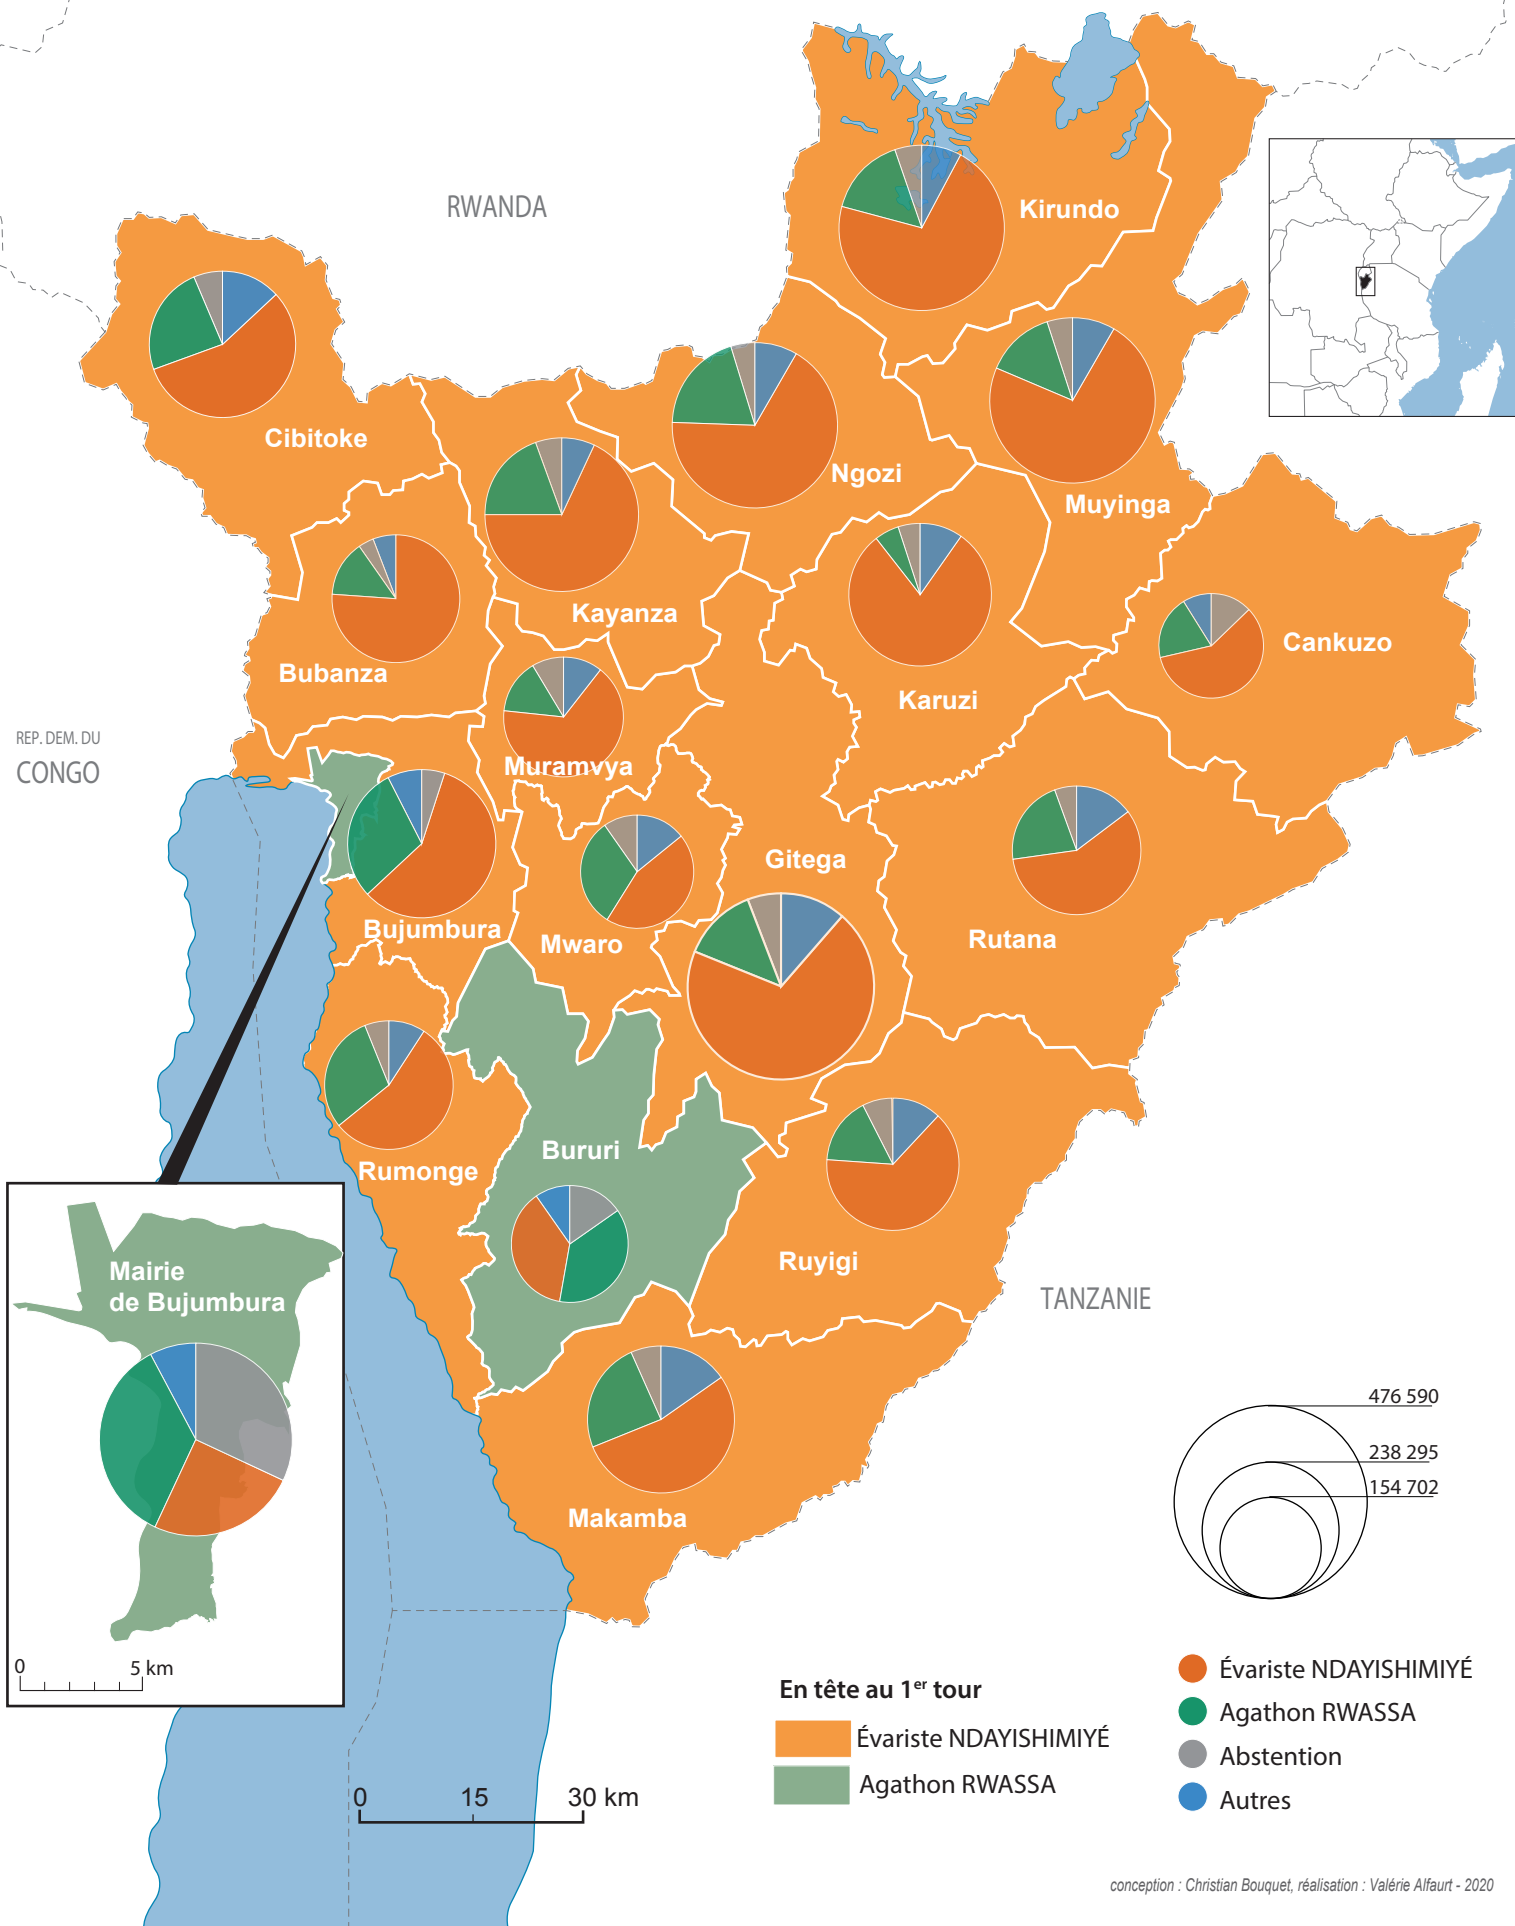 RWANDA
Kirundo
Cibitoke
Ngozi
Muyinga
Kayanza
Cankuzo
Bubanza
Karuzi
REP. DEM. DU
CONGO
Muramvya
Gitega
Bujumbura
Mwaro
Rutana
Bururi
Rumonge
Ruyigi
Mairie
de Bujumbura
TANZANIE
Makamba
476 590
238 295
154 702
0 5 km
0 15 30 km
En tête au 1er tour
Évariste NDAYISHIMIYÉ
Agathon RWASSA
Évariste NDAYISHIMIYÉ
Agathon RWASSA
Abstention
Autres
conception : Christian Bouquet, réalisation : Valérie Alfaurt - 2020